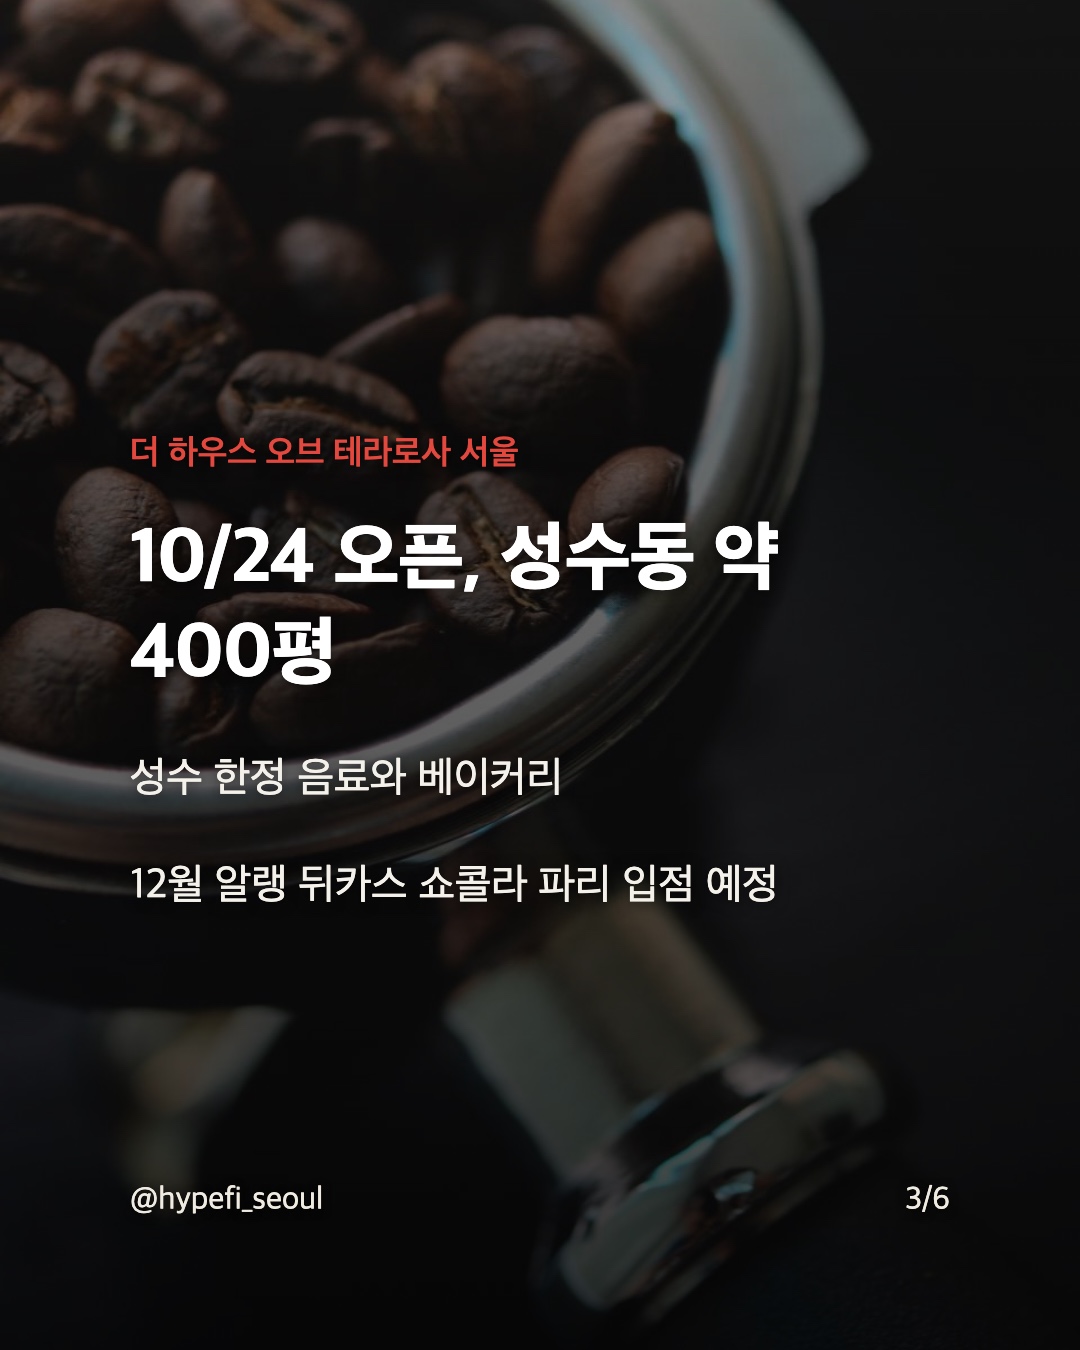 더 하우스 오브 테라로사 서울
10/24 오픈, 성수동 약
400평
성수 한정 음료와 베이커리
12월 알랭 뒤카스 쇼콜라 파리 입점 예정
@hypefi_seoul
3/6